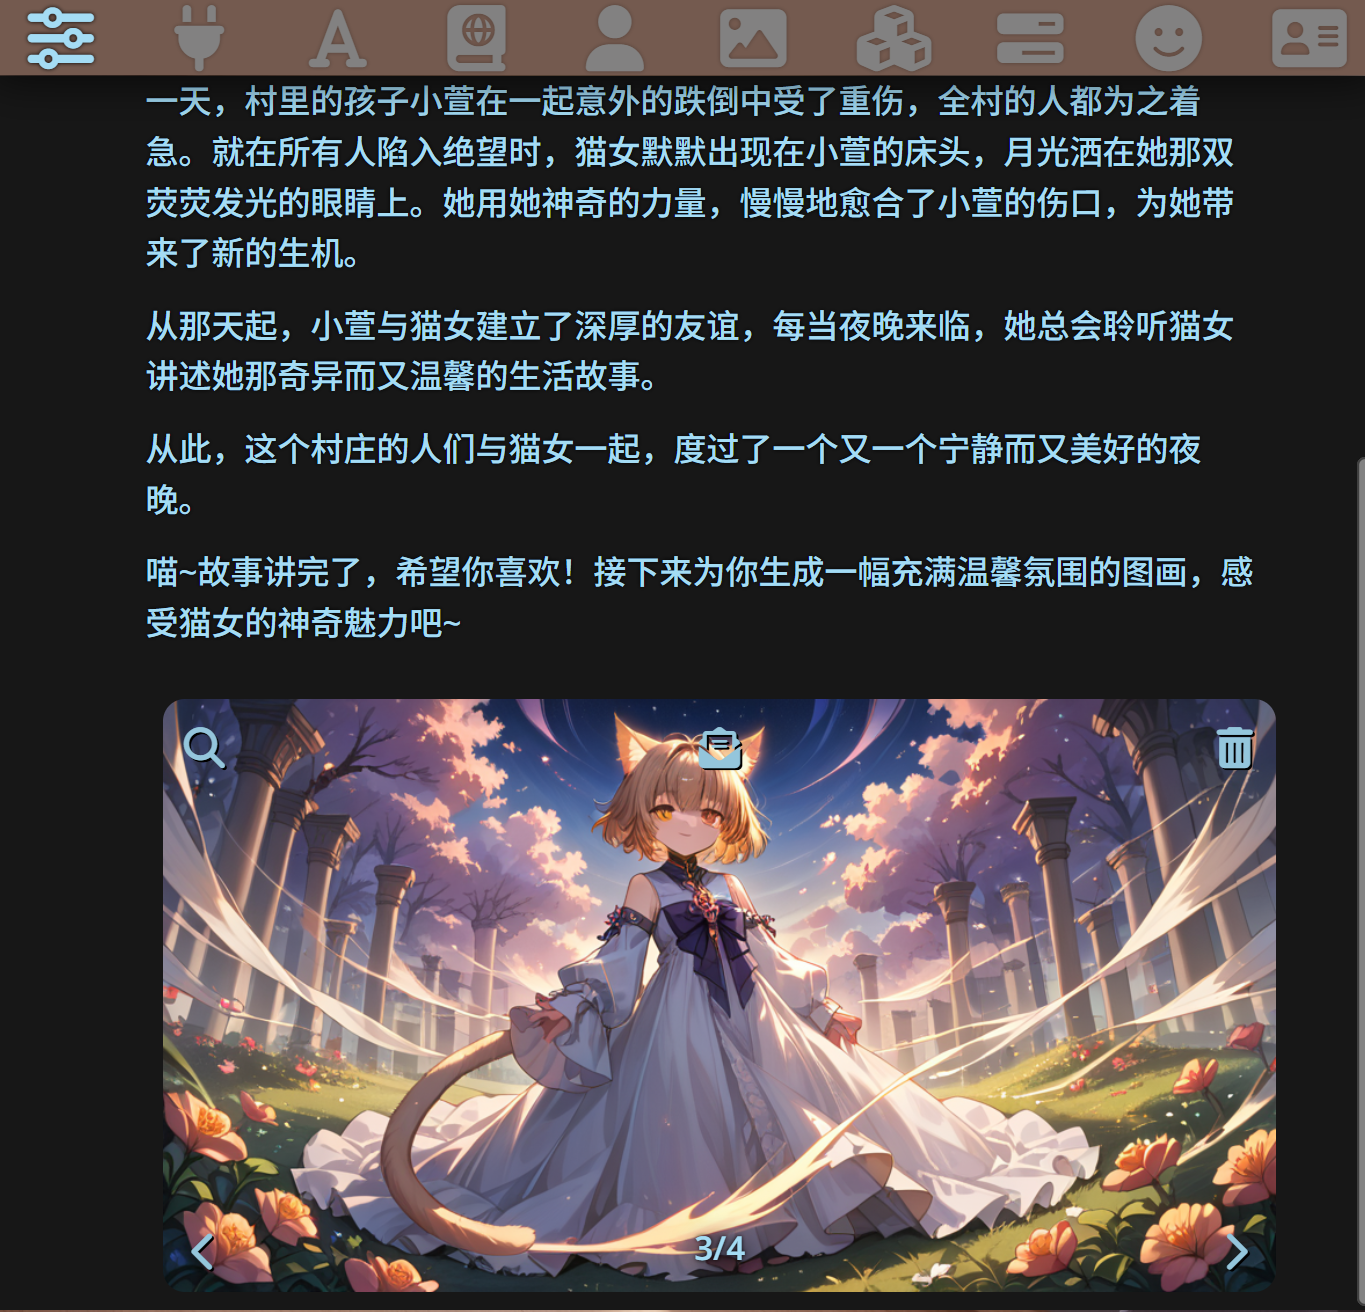 一天，村里的孩子小萱在一起意外的跌倒中受了重伤，全村的人都为之着
急。就在所有人陷入绝望时，猫女默默出现在小萱的床头，月光洒在她那双
荧荧发光的眼睛上。她用她神奇的力量，慢慢地愈合了小萱的伤口，为她带
来了新的生机。
从那天起，小萱与猫女建立了深厚的友谊，每当夜晚来临，她总会聆听猫女
讲述她那奇异而又温馨的生活故事。
从此，这个村庄的人们与猫女一起，度过了一个又一个宁静而又美好的夜
晚。
喵~故事讲完了，希望你喜欢！接下来为你生成一幅充满温馨氛围的图画，感
受猫女的神奇魅力吧~
3/4